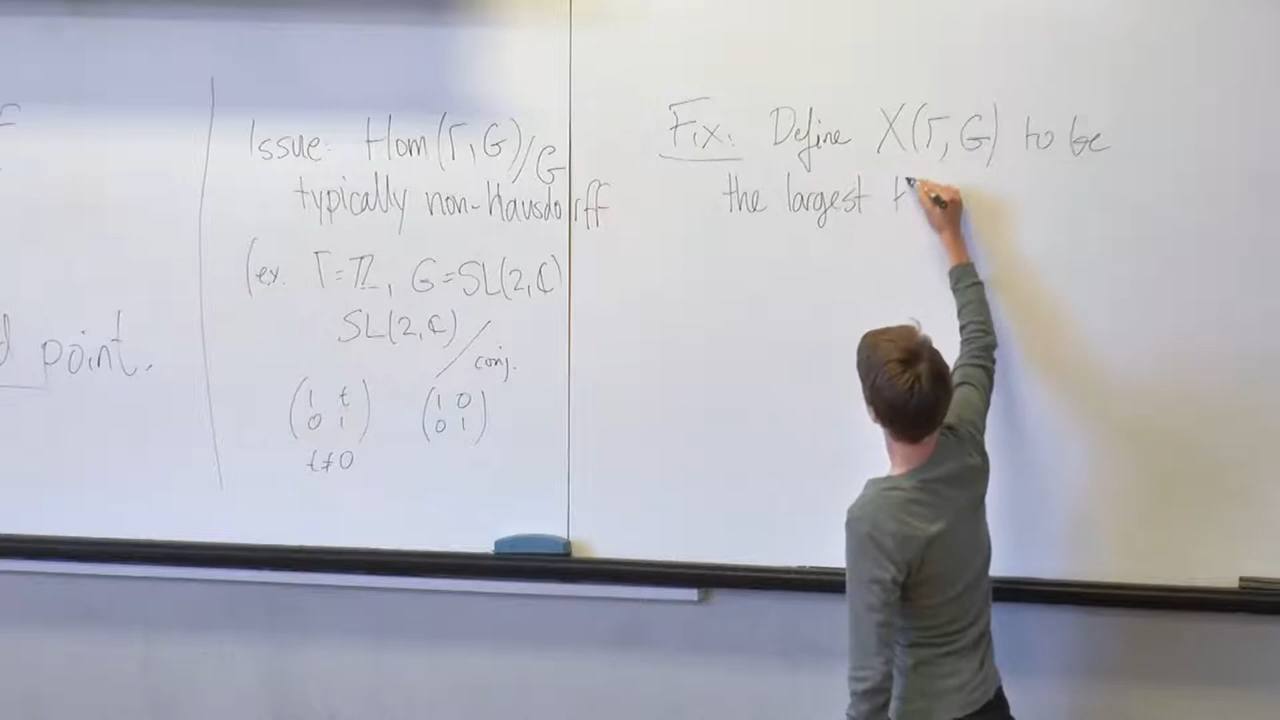 point.
Issue: Hom(Γ,G)/G
typically non-Hausdorff
(ex. Γ=ℤ, G=SL(2,ℂ)
SL(2,ℂ)/conj.
(1 t
0 1)
t≠0
(1 0
0 1)
Fix: Define X(Γ,G) to be
the largest